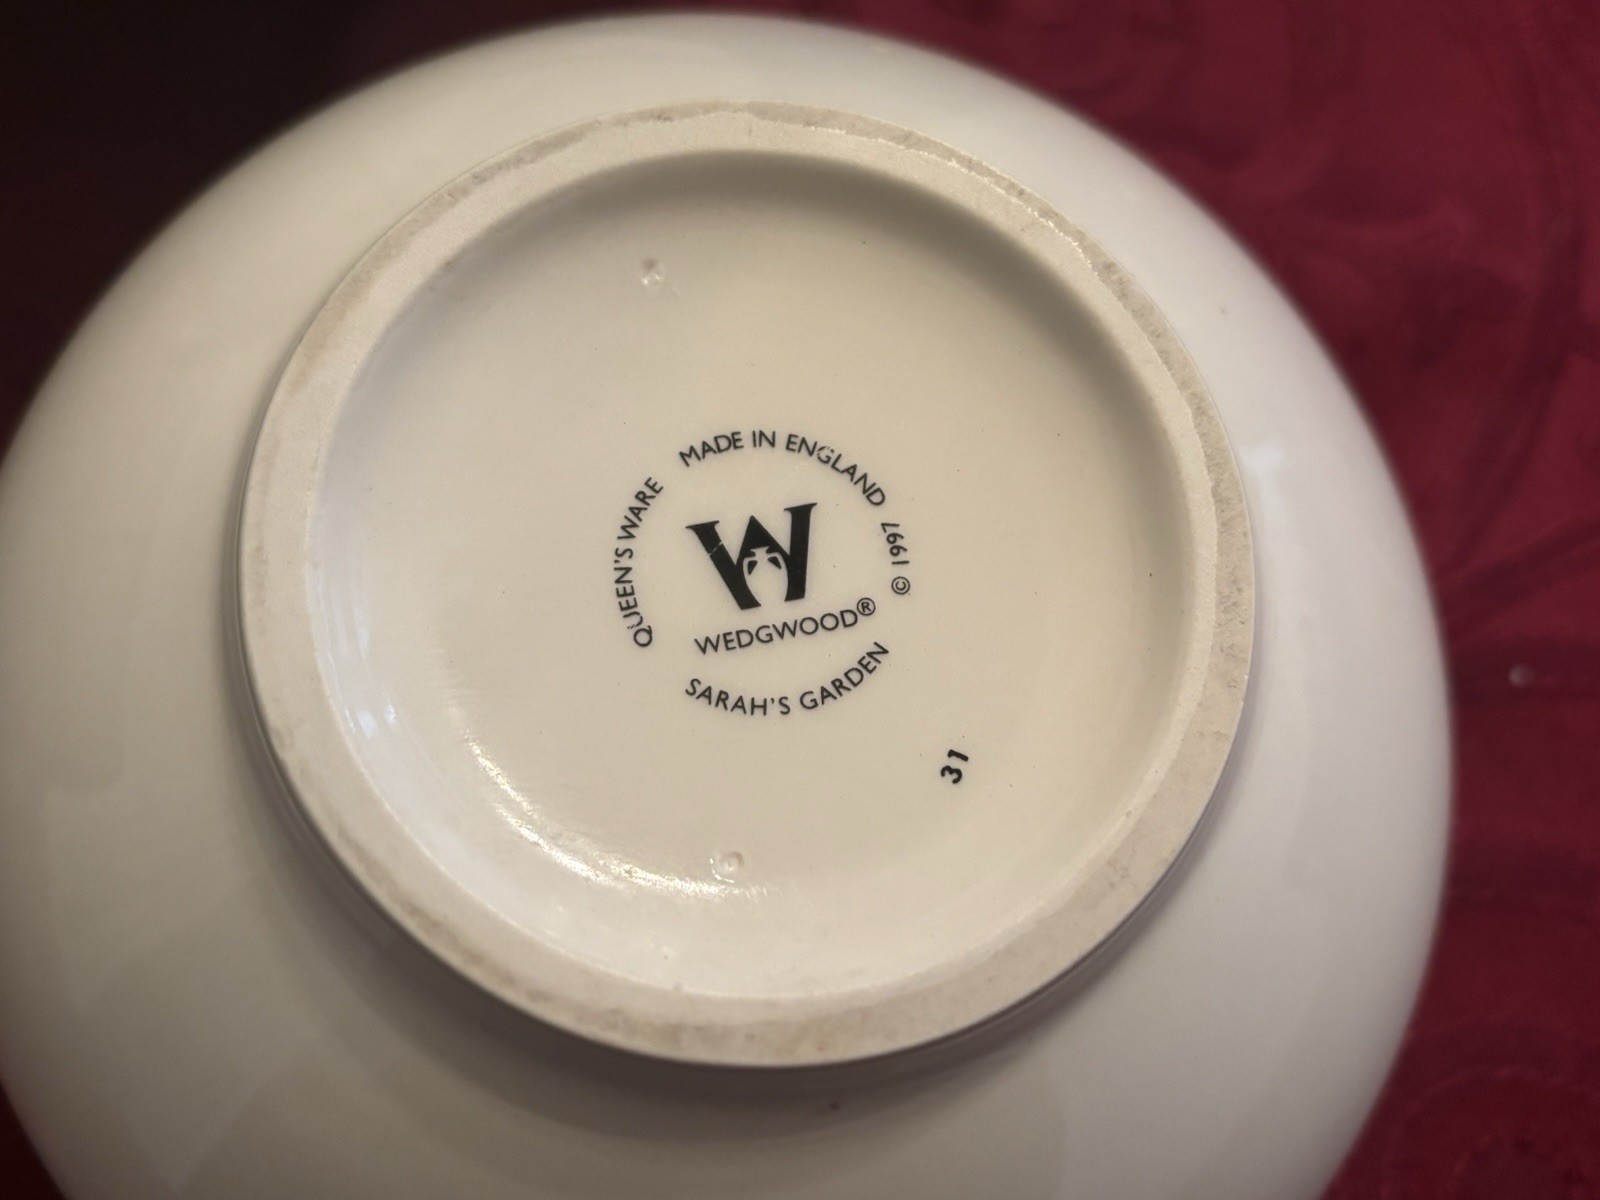 QUEEN'S WARE
MADE IN ENGLAND
© 1997
W
WEDGWOOD®
SARAH'S GARDEN
31